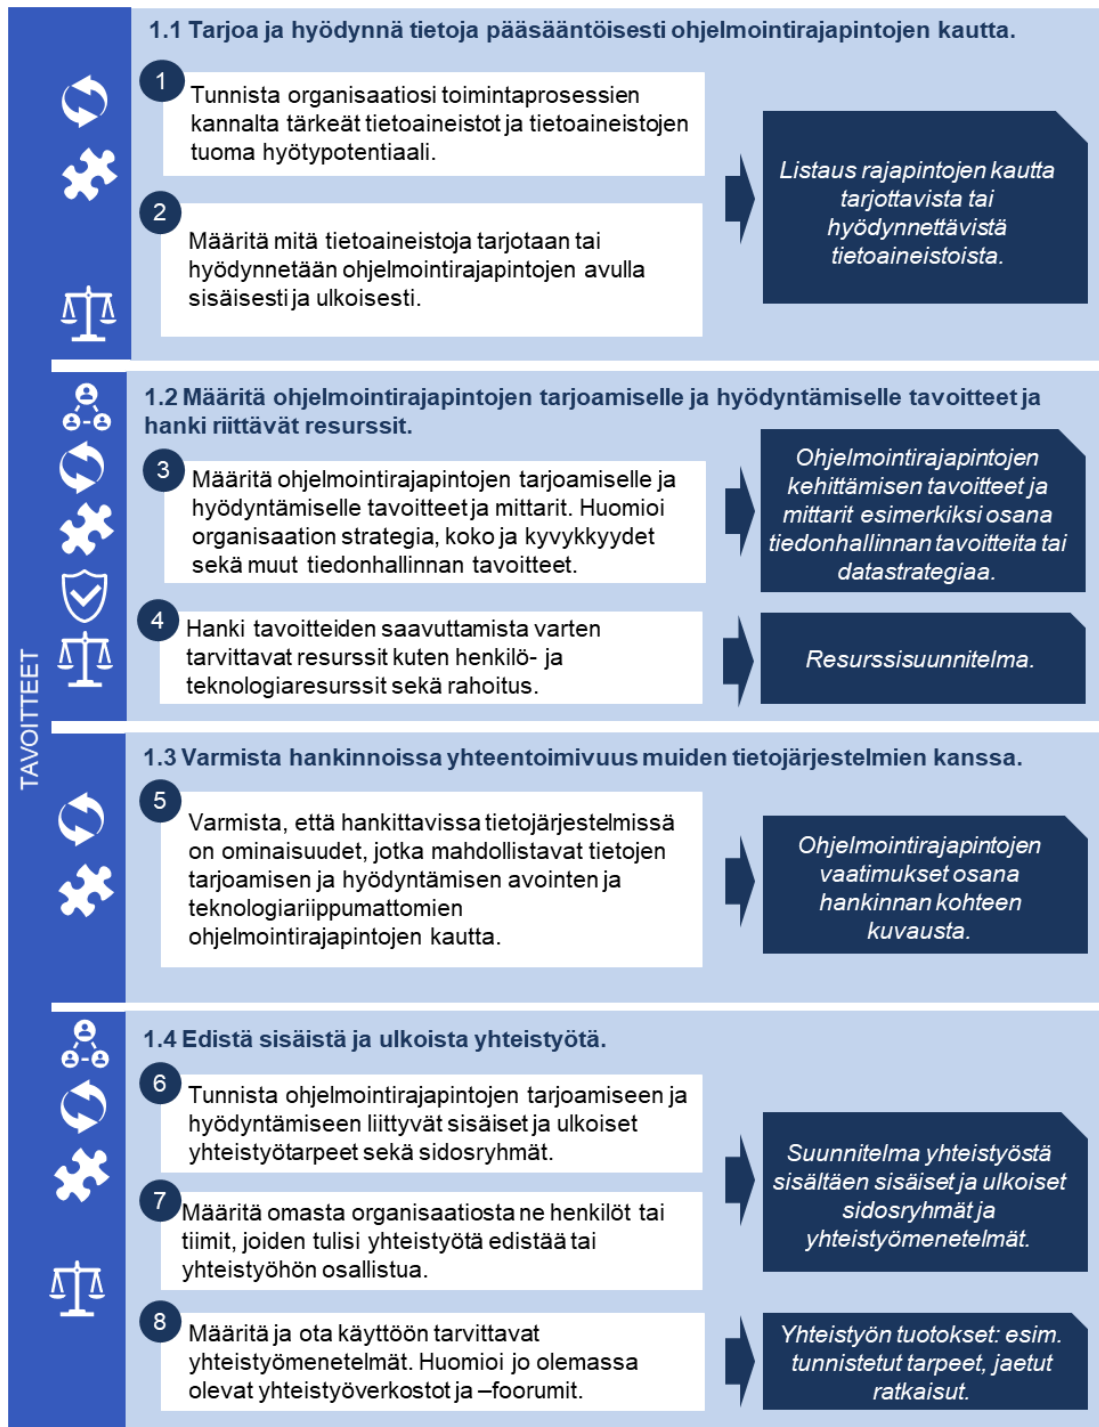 TAVOITTEET
1.1 Tarjoa ja hyödynnä tietoja pääsääntöisesti ohjelmointirajapintojen kautta.
1
Tunnista organisaatiosi toimintaprosessien
kannalta tärkeät tietoaineistot ja tietoaineistojen
tuoma hyötypotentiaali.
2
Määritä mitä tietoaineistoja tarjotaan tai
hyödynnetään ohjelmointirajapintojen avulla
sisäisesti ja ulkoisesti.
Listaus rajapintojen kautta
tarjottavista tai
hyödynnettävistä
tietoaineistoista.
1.2 Määritä ohjelmointirajapintojen tarjoamiselle ja hyödyntämiselle tavoitteet ja
hanki riittävät resurssit.
3
Määritä ohjelmointirajapintojen tarjoamiselle ja
hyödyntämiselle tavoitteet ja mittarit. Huomioi
organisaation strategia, koko ja kyvykkyydet
sekä muut tiedonhallinnan tavoitteet.
Ohjelmointirajapintojen
kehittämisen tavoitteet ja
mittarit esimerkiksi osana
tiedonhallinnan tavoitteita tai
datastrategiaa.
4
Hanki tavoitteiden saavuttamista varten
tarvittavat resurssit kuten henkilö- ja
teknologiaresurssit sekä rahoitus.
Resurssisuunnitelma.
1.3 Varmista hankinnoissa yhteentoimivuus muiden tietojärjestelmien kanssa.
5
Varmista, että hankittavissa tietojärjestelmissä
on ominaisuudet, jotka mahdollistavat tietojen
tarjoamisen ja hyödyntämisen avointen ja
teknologiariippumattomien
ohjelmointirajapintojen kautta.
Ohjelmointirajapintojen
vaatimukset osana
hankinnan kohteen
kuvausta.
1.4 Edistä sisäistä ja ulkoista yhteistyötä.
6
Tunnista ohjelmointirajapintojen tarjoamiseen ja
hyödyntämiseen liittyvät sisäiset ja ulkoiset
yhteistyötarpeet sekä sidosryhmät.
7
Määritä omasta organisaatiosta ne henkilöt tai
tiimit, joiden tulisi yhteistyötä edistää tai
yhteistyöhön osallistua.
Suunnitelma yhteistyöstä
sisältäen sisäiset ja ulkoiset
sidosryhmät ja
yhteistyömenetelmät.
8
Määritä ja ota käyttöön tarvittavat
yhteistyömenetelmät. Huomioi jo olemassa
olevat yhteistyöverkostot ja –foorumit.
Yhteistyön tuotokset: esim.
tunnistetut tarpeet, jaetut
ratkaisut.